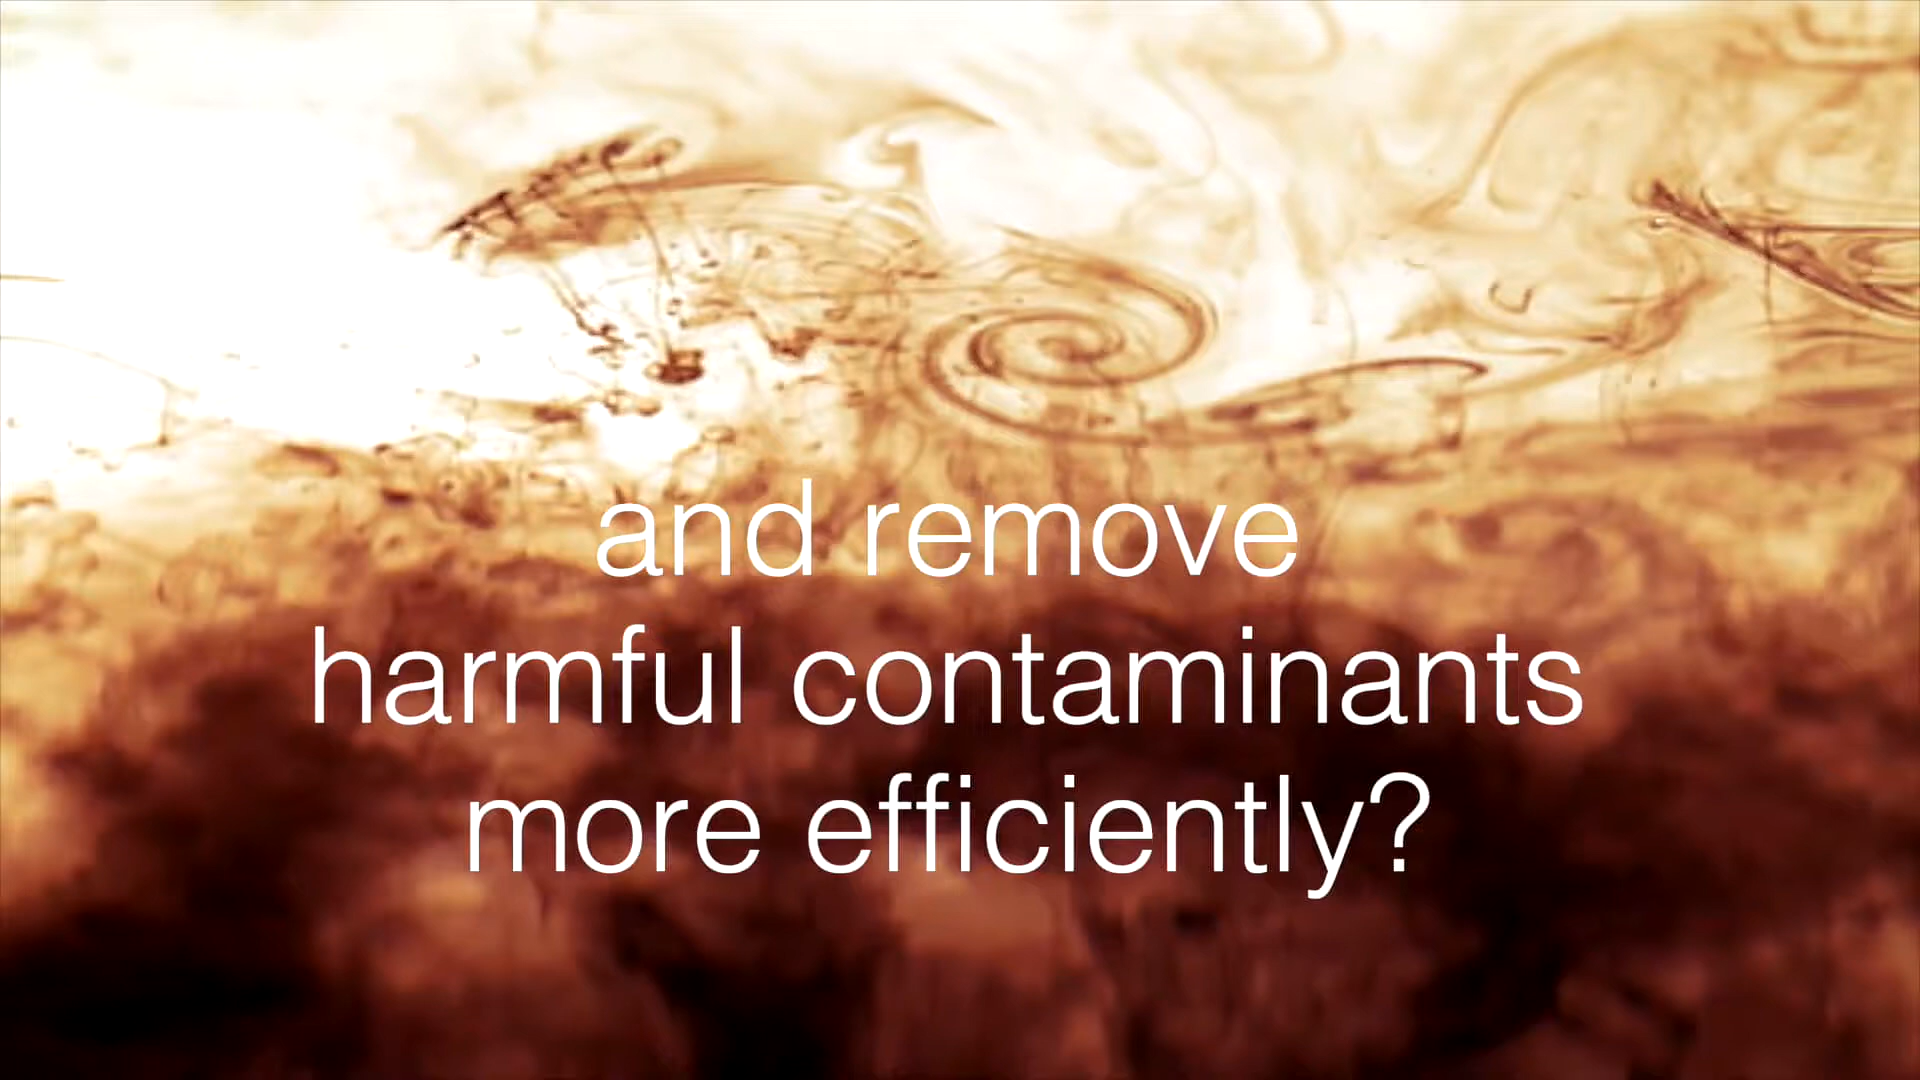 and remove
harmful contaminants
more efficiently?